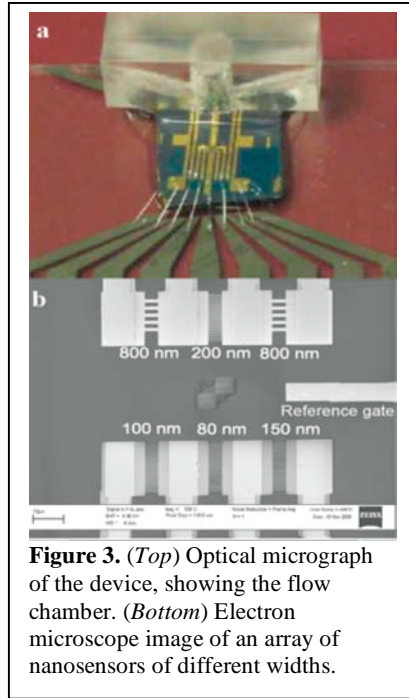 a
b
800 nm 200 nm 800 nm
Reference gate
100 nm 80 nm 150 nm
Figure 3. (Top) Optical micrograph
of the device, showing the flow
chamber. (Bottom) Electron
microscope image of an array of
nanosensors of different widths.